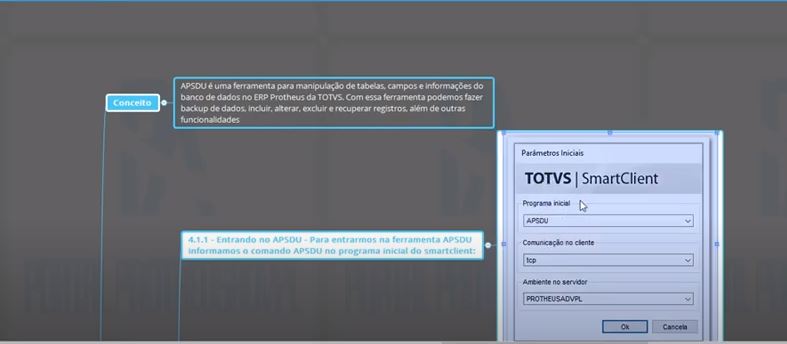 APSDU é uma ferramenta para manipulação de tabelas, campos e informações do
banco de dados no ERP Protheus da TOTVS. Com essa ferramenta podemos fazer
backup de dados, incluir, alterar, excluir e recuperar registros, além de outras
funcionalidades
Conceito
Parâmetros Iniciais
TOTVS | SmartClient
Programa inicial
APSDU
4.1.1 - Entrando no APSDU - Para entrarmos na ferramenta APSDU
informamos o comando APSDU no programa inicial do smartclient:
Comunicação no cliente
tcp
Ambiente no servidor
PROTHEUSADVPL
Ok
Cancela